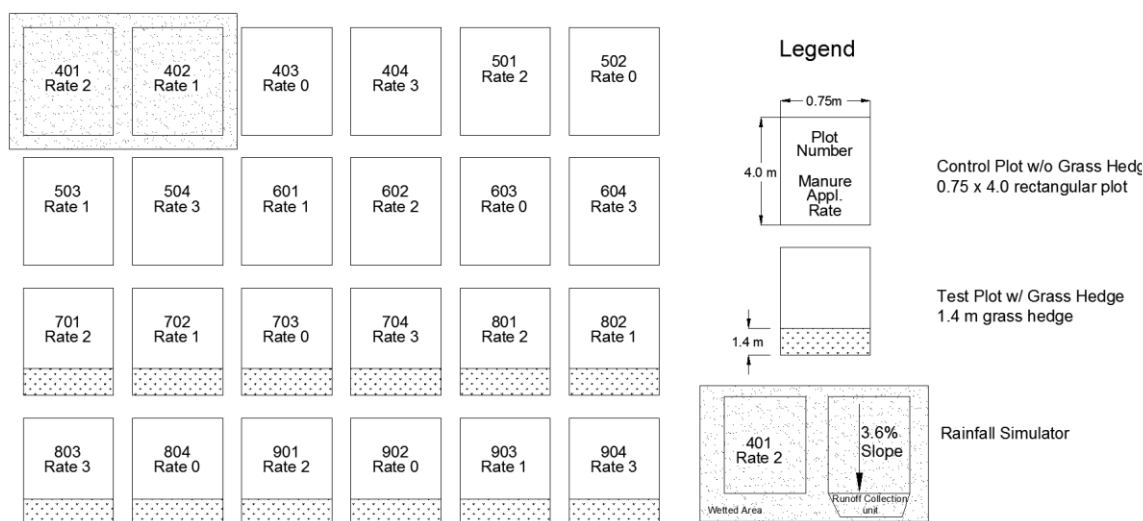 401
Rate 2
402
Rate 1
403
Rate 0
404
Rate 3
501
Rate 2
502
Rate 0
503
Rate 1
504
Rate 3
601
Rate 1
602
Rate 2
603
Rate 0
604
Rate 3
701
Rate 2
702
Rate 1
703
Rate 0
704
Rate 3
801
Rate 2
802
Rate 1
803
Rate 3
804
Rate 0
901
Rate 2
902
Rate 0
903
Rate 1
904
Rate 3
Legend
0.75m
4.0 m
Plot
Number
Manure
Appl.
Rate
Control Plot w/o Grass Hedg
0.75 x 4.0 rectangular plot
1.4 m
Test Plot w/ Grass Hedge
1.4 m grass hedge
401
Rate 2
3.6%
Slope
Runoff Collection
unit
Wetted Area
Rainfall Simulator